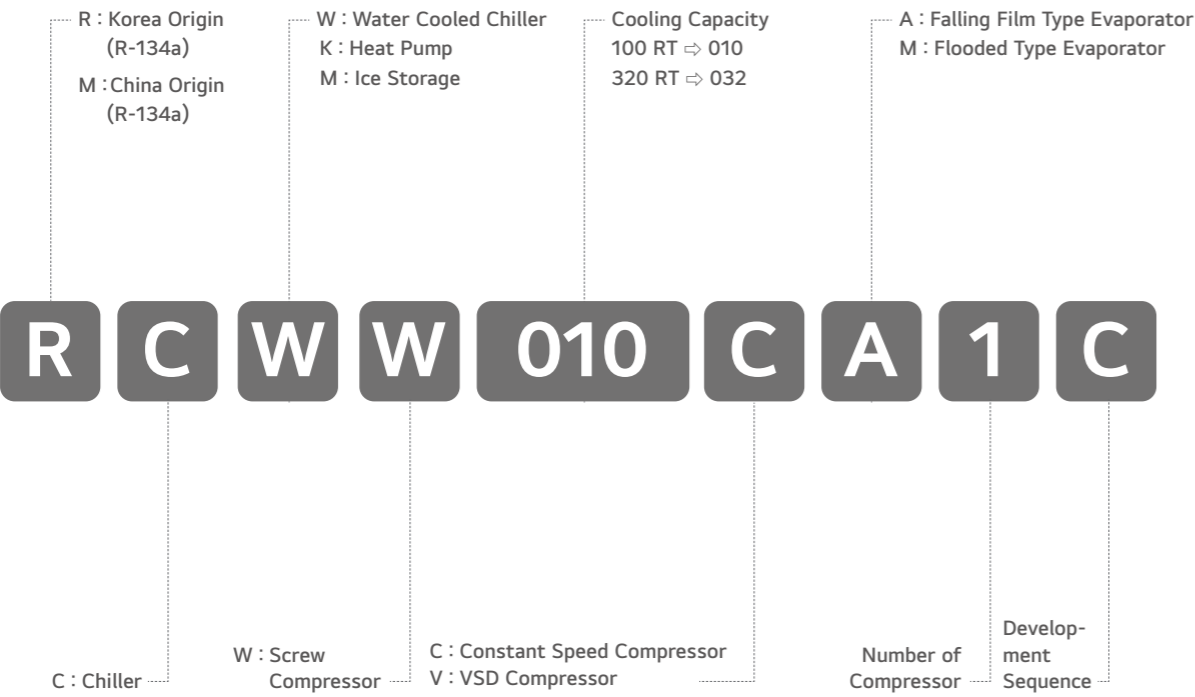 R : Korea Origin
(R-134a)
M : China Origin
(R-134a)
W : Water Cooled Chiller
K : Heat Pump
M : Ice Storage
Cooling Capacity
100 RT ⇨ 010
320 RT ⇨ 032
A : Falling Film Type Evaporator
M : Flooded Type Evaporator
R C W W 010 C A 1 C
C : Chiller
W : Screw
Compressor
C : Constant Speed Compressor
V : VSD Compressor
Number of
Compressor
Develop-
ment
Sequence